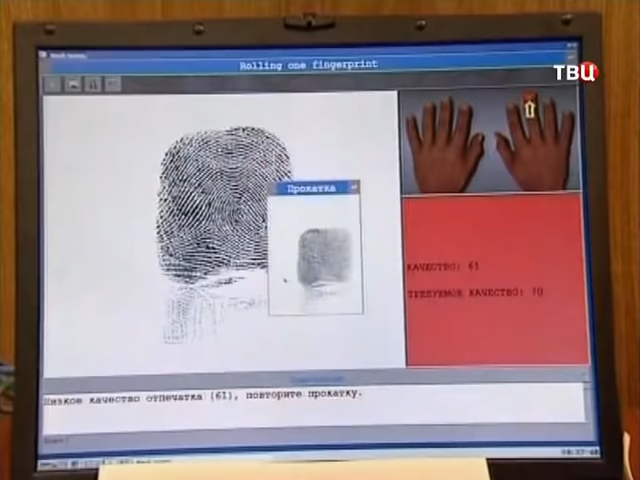 Rolling one fingerprint
ТВЦ
Прокатка
КАЧЕСТВО: 61
ТРЕБУЕМОЕ КАЧЕСТВО: 70
Низкое качество отпечатка (61), повторите прокатку.